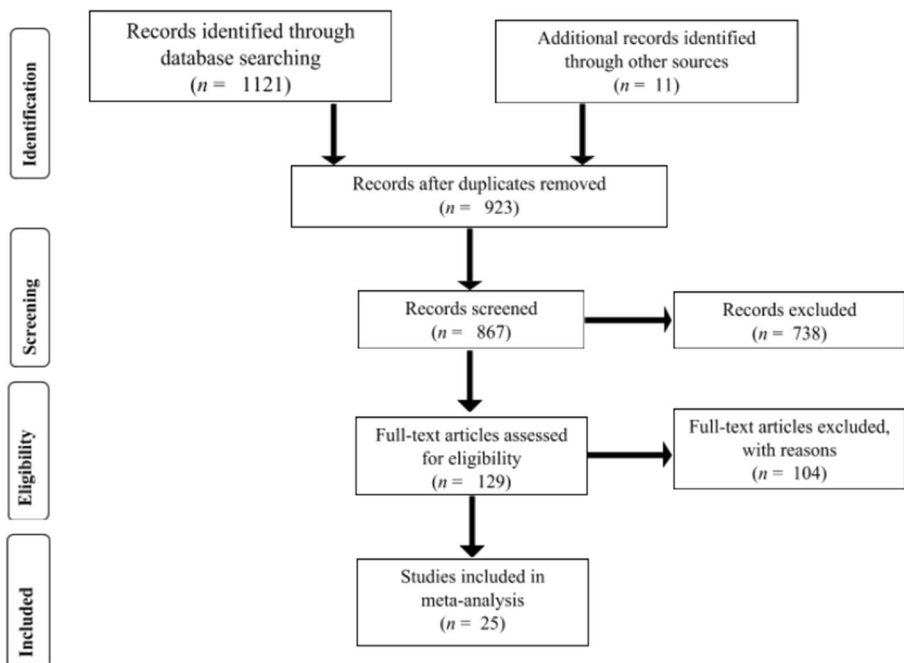 Identification
Records identified through
database searching
(n = 1121)
Additional records identified
through other sources
(n = 11)
Records after duplicates removed
(n = 923)
Screening
Records screened
(n = 867)
Records excluded
(n = 738)
Eligibility
Full-text articles assessed
for eligibility
(n = 129)
Full-text articles excluded,
with reasons
(n = 104)
Included
Studies included in
meta-analysis
(n = 25)